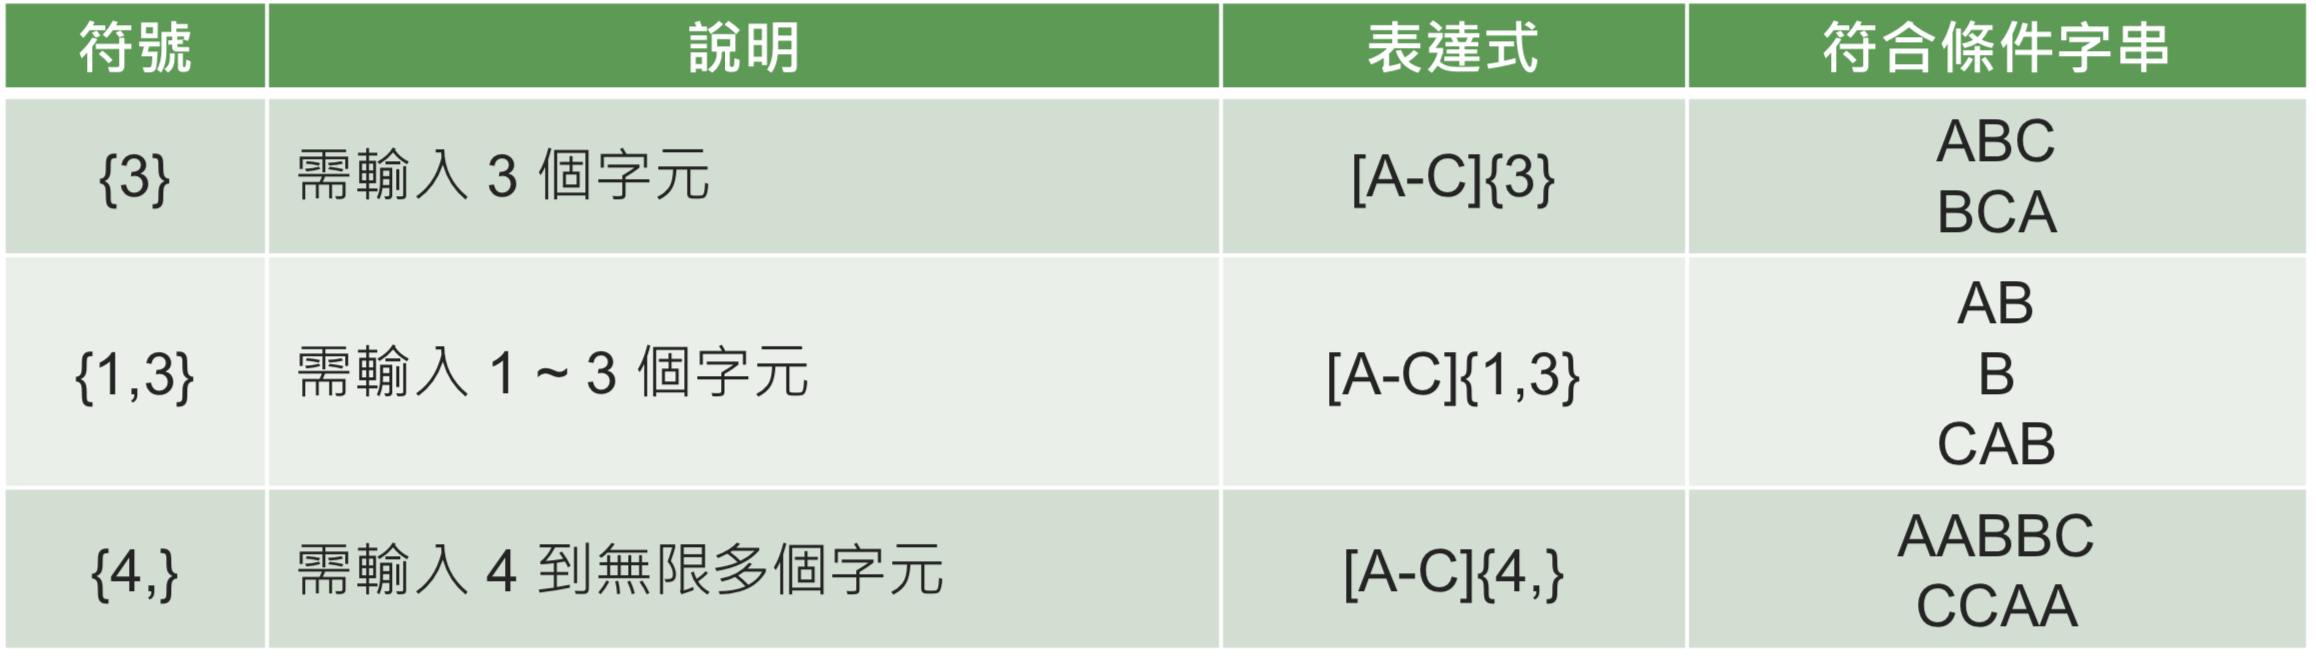 符號 說明 表達式 符合條件字串
{3} 需輸入 3 個字元 [A-C]{3} ABC
BCA
{1,3} 需輸入 1 ~ 3 個字元 [A-C]{1,3} AB
B
CAB
{4,} 需輸入 4 到無限多個字元 [A-C]{4,} AABBC
CCAA